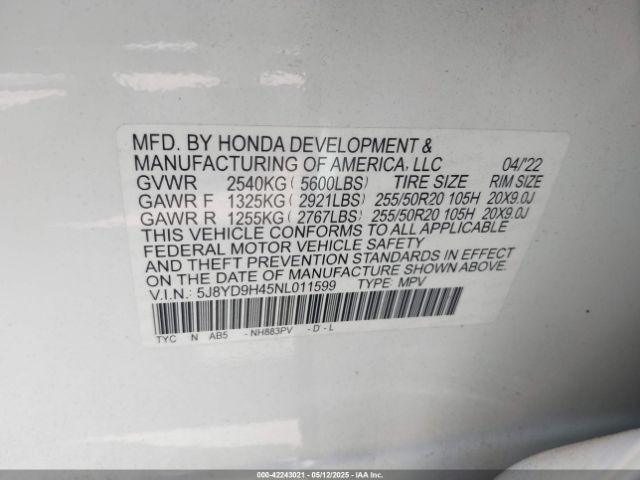 MFD. BY HONDA DEVELOPMENT &
MANUFACTURING OF AMERICA, LLC 04/'22
GVWR 2540KG ( 5600LBS) TIRE SIZE RIM SIZE
GAWR F 1325KG ( 2921LBS) 255/50R20 105H 20X9.0J
GAWR R 1255KG ( 2767LBS) 255/50R20 105H 20X9.0J
THIS VEHICLE CONFORMS TO ALL APPLICABLE
FEDERAL MOTOR VEHICLE SAFETY
AND THEFT PREVENTION STANDARDS IN EFFECT
ON THE DATE OF MANUFACTURE SHOWN ABOVE.
V.I.N.: 5J8YD9H45NL011599 TYPE: MPV
TYC N AB5 -NH883PV -D-L
000-42243021 / 05/12/2025 / IAAI.COM